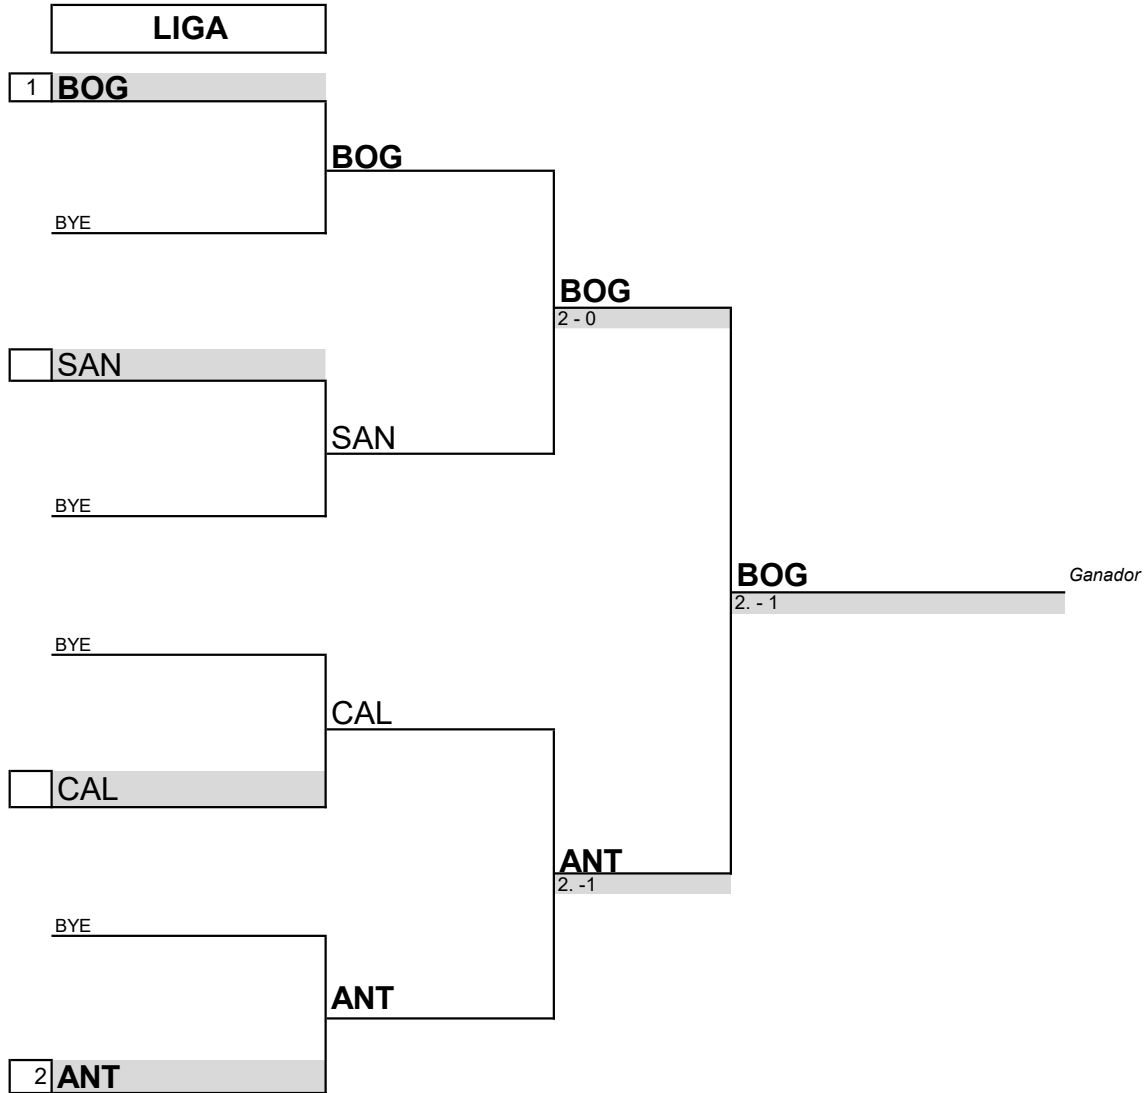 LIGA
1 BOG
BOG
BYE
BOG
2 - 0
SAN
SAN
BYE
BOG
Ganador
2. - 1
BYE
CAL
CAL
ANT
2. -1
BYE
ANT
2 ANT